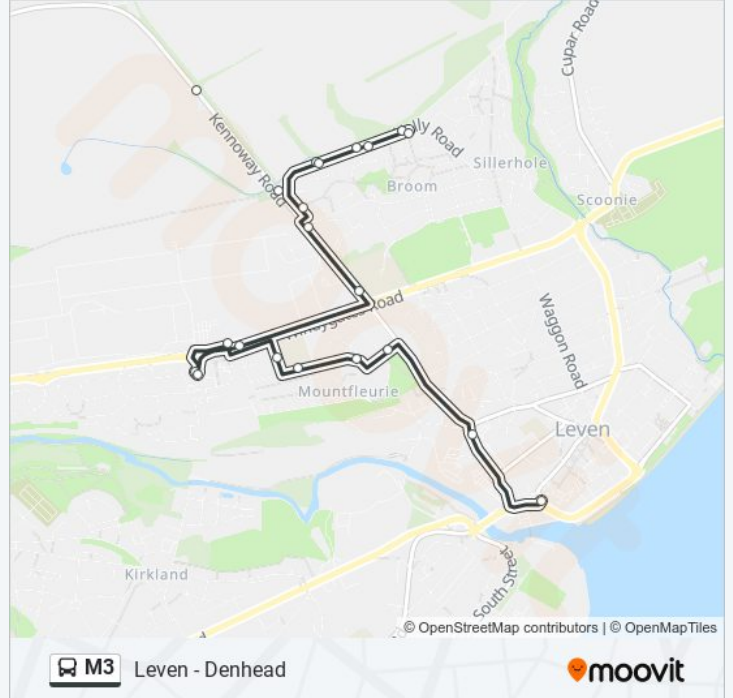 Cupar Road
Kennoway Road
lly Road
Sillerhole
Broom
Scoonie
Windygates Road
Waggon Road
Mountfleurie
Leven
Kirkland
South Street
© OpenStreetMap contributors | © OpenMapTiles
M3 Leven - Denhead
moovit